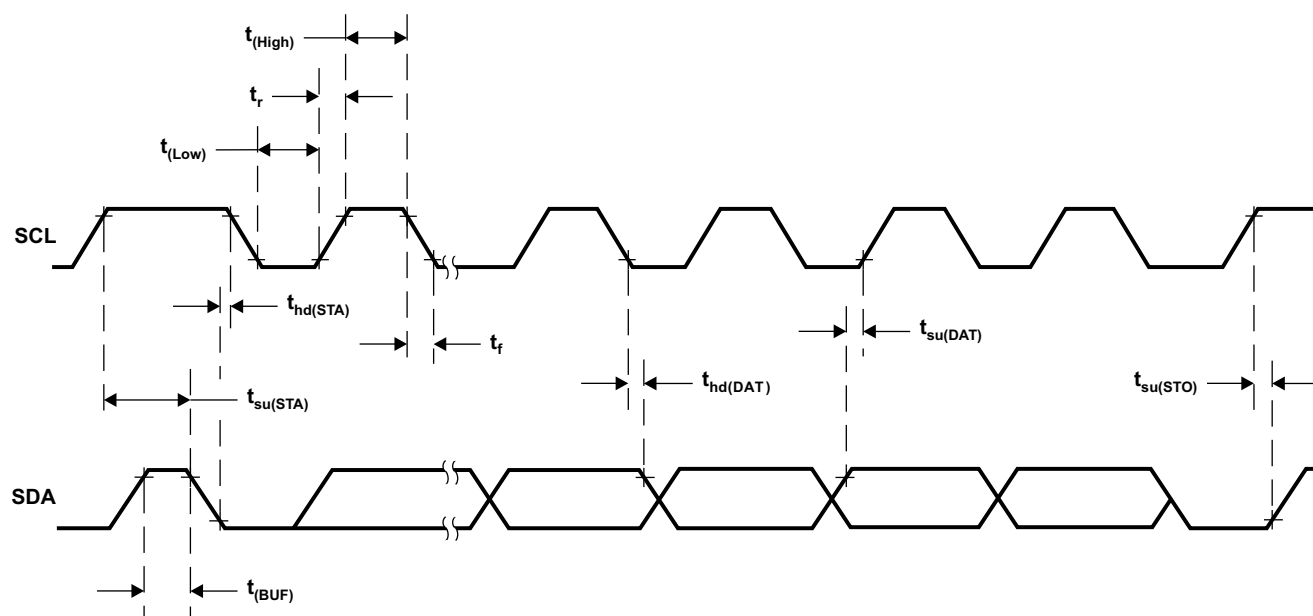 t(High)
tr
t(Low)
SCL
thd(STA)
tf
tsu(DAT)
thd(DAT)
tsu(STO)
tsu(STA)
SDA
t(BUF)